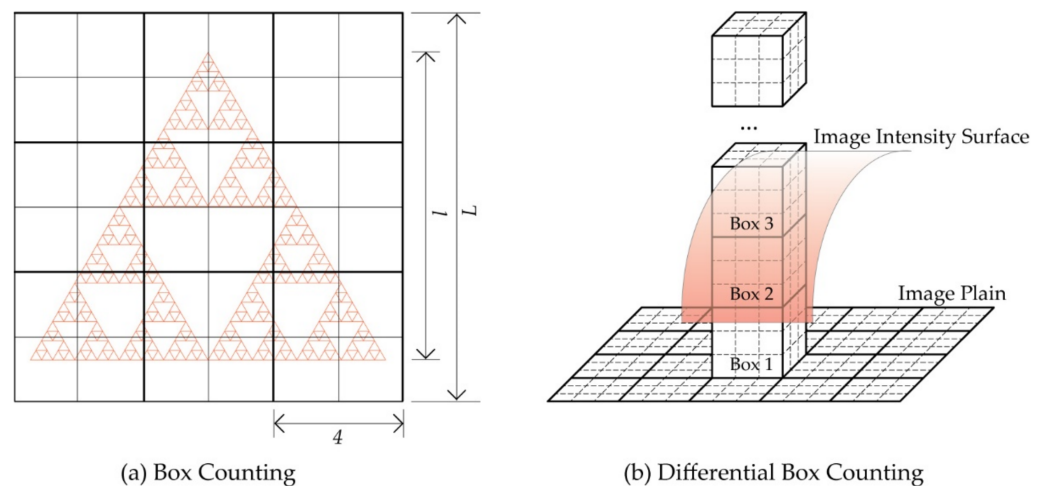 l
L
4
(a) Box Counting
...
Image Intensity Surface
Box 3
Box 2
Image Plain
Box 1
(b) Differential Box Counting